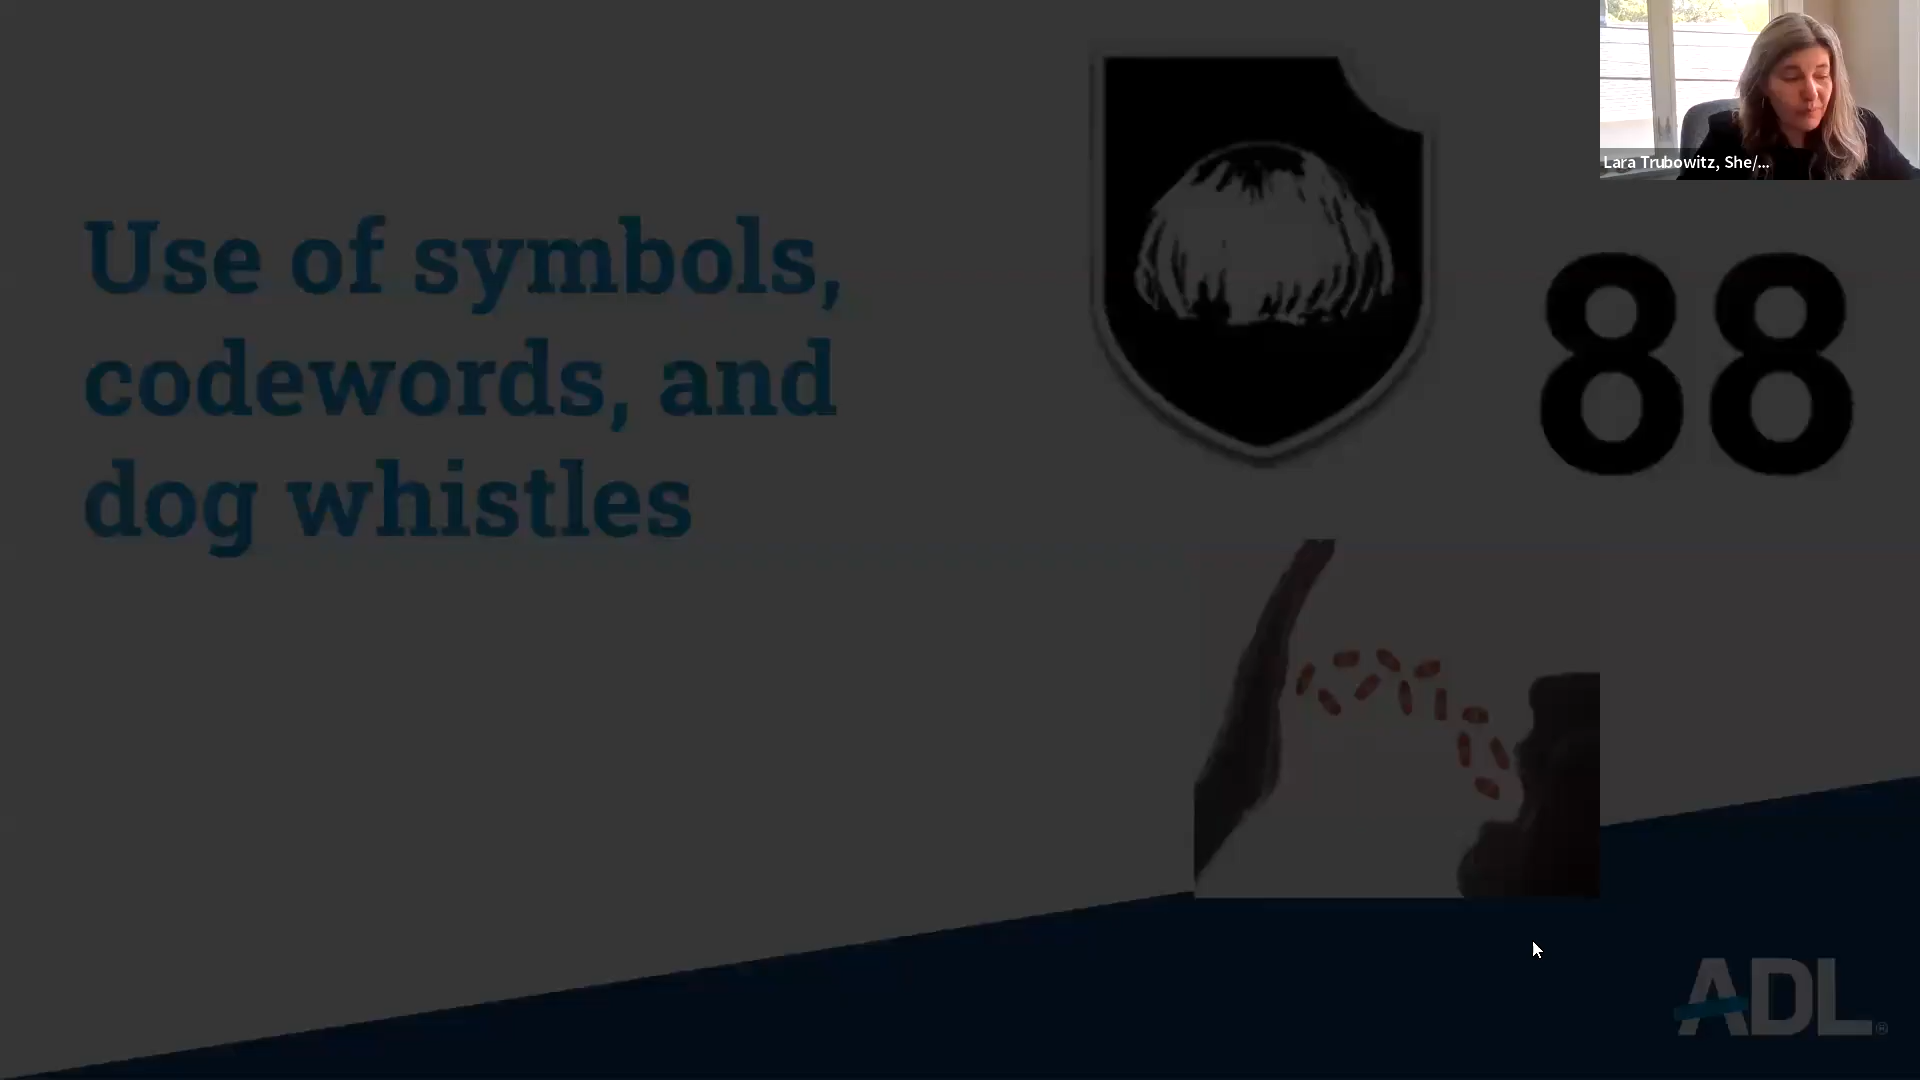 Use of symbols,
codewords, and
dog whistles
88
Lara Trubowitz, She/...
ADL®